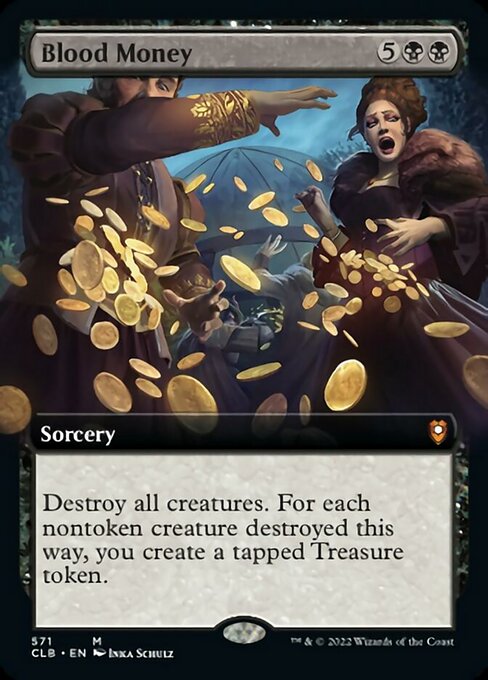 Blood Money 5
Sorcery
Destroy all creatures. For each
nontoken creature destroyed this
way, you create a tapped Treasure
token.
571 M
CLB • EN Inka Schulz
™ & © 2022 Wizards of the Coast